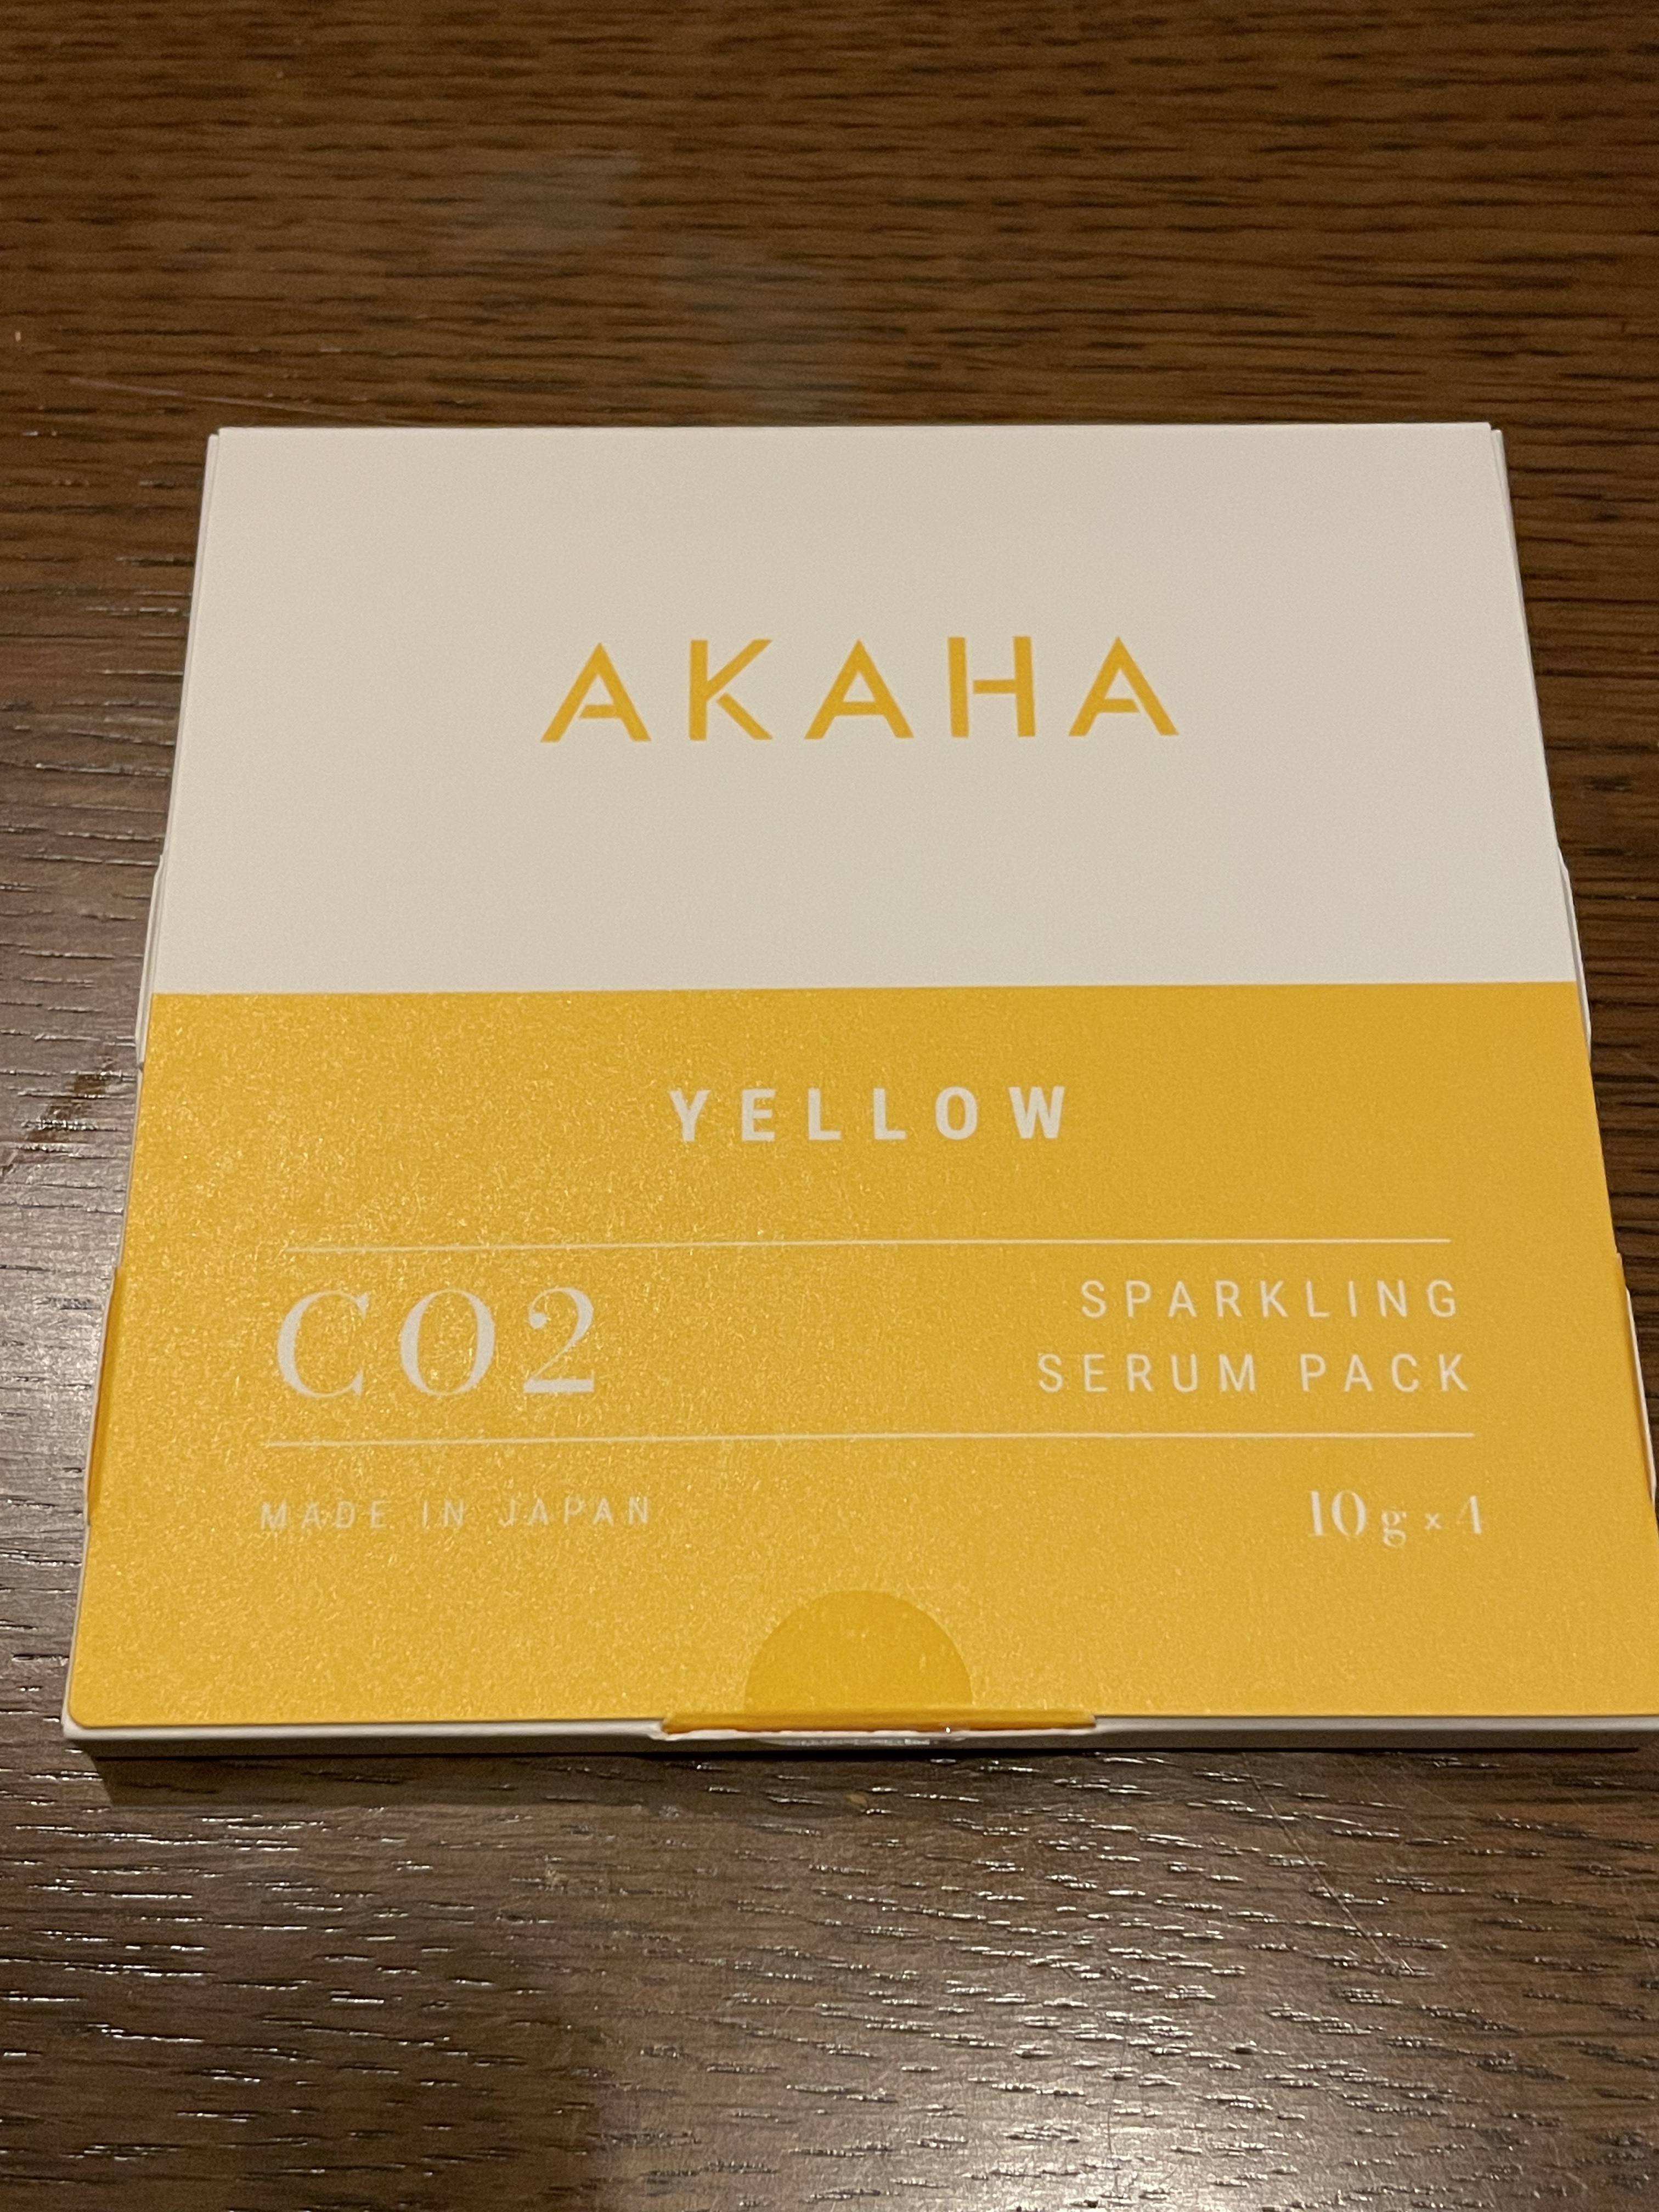 AKAHA
YELLOW
CO2
SPARKLING
SERUM PACK
MADE IN JAPAN
10g×4